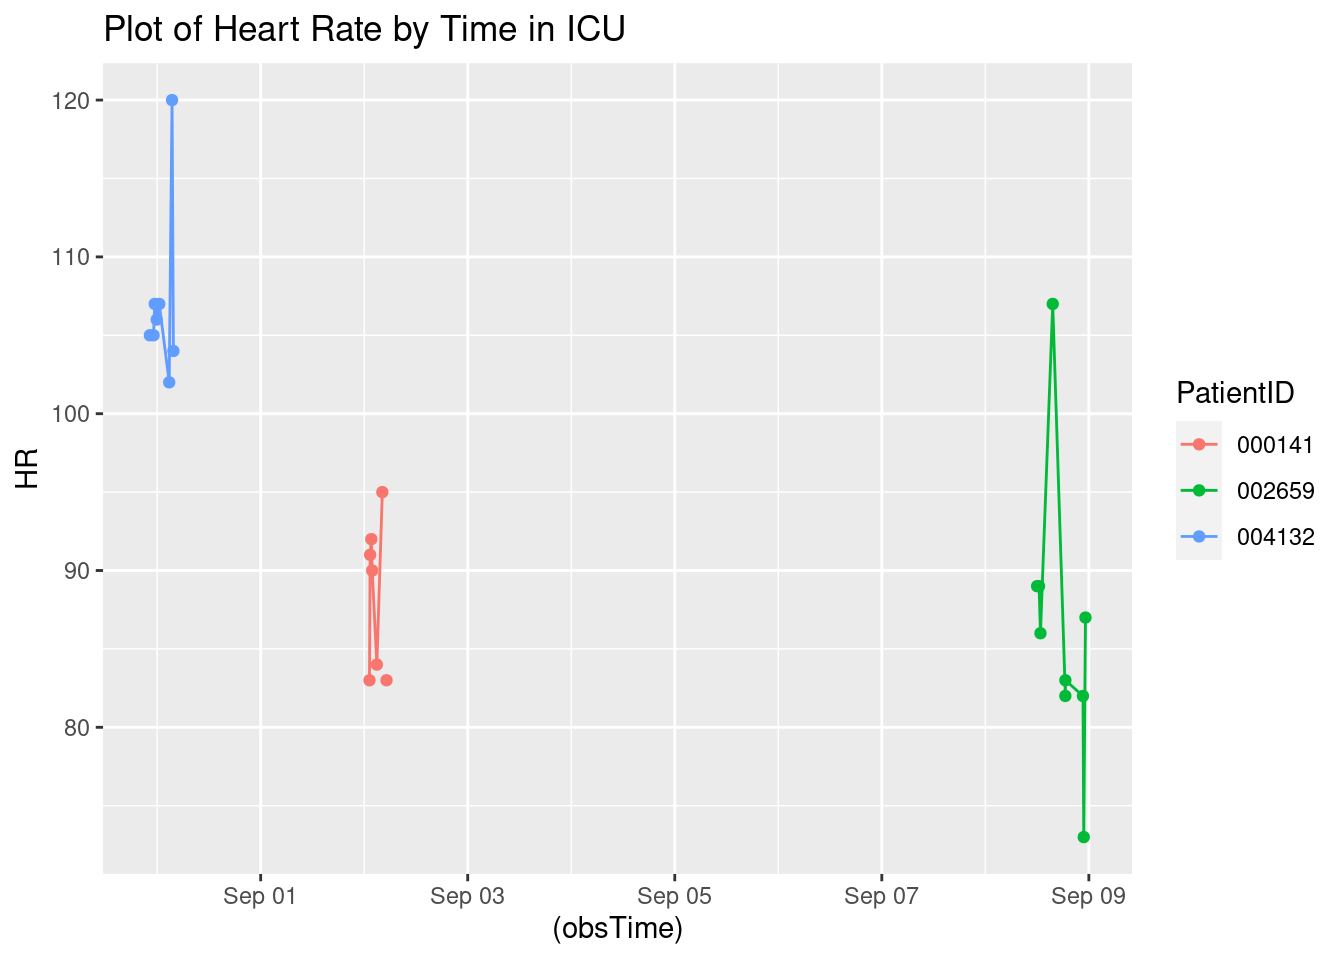 Plot of Heart Rate by Time in ICU
120
110
100
90
80
HR
Sep 01
Sep 03
Sep 05
Sep 07
Sep 09
(obsTime)
PatientID
000141
002659
004132